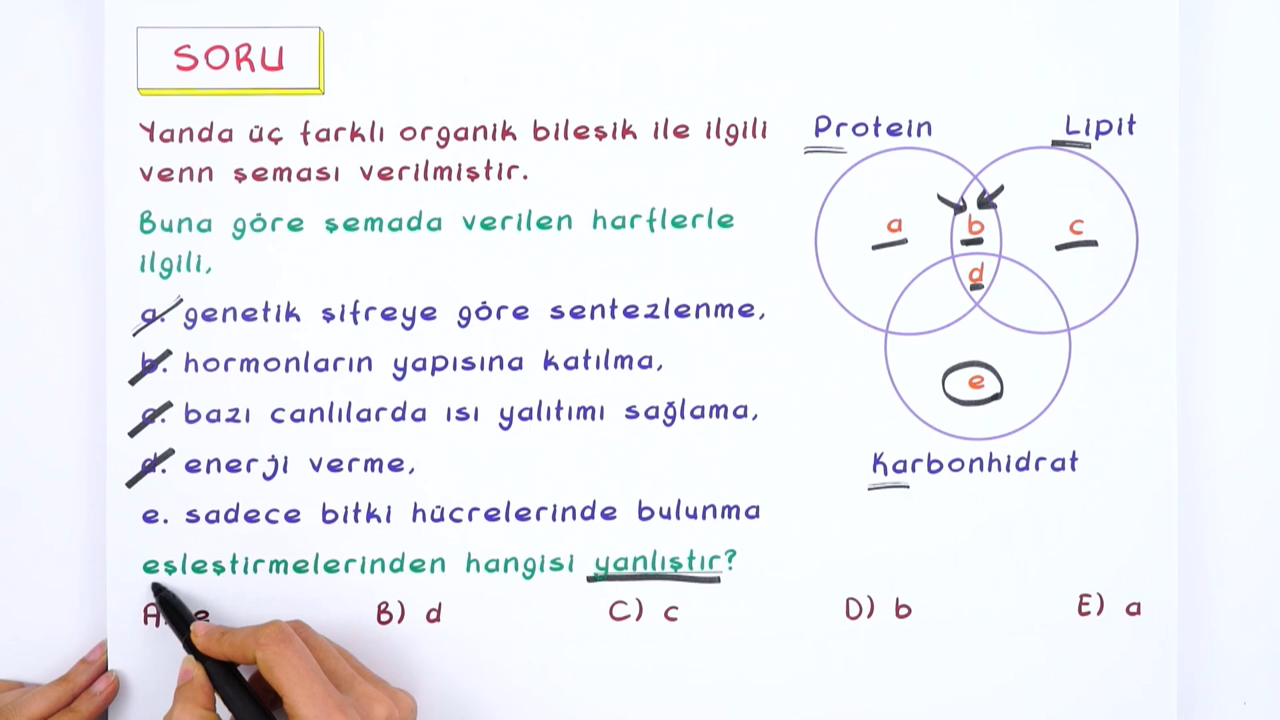 SORU
Yanda üç farklı organik bileşik ile ilgili
venn şeması verilmiştir.
Buna göre şemada verilen harflerle
ilgili,
a. genetik şifreye göre sentezlenme,
b. hormonların yapısına katılma,
c. bazı canlılarda ısı yalıtımı sağlama,
d. enerji verme,
e. sadece bitki hücrelerinde bulunma
eşleştirmelerinden hangisi yanlıştır?
A) e B) d C) c D) b E) a
Protein Lipit
a b c
d
e
Karbonhidrat